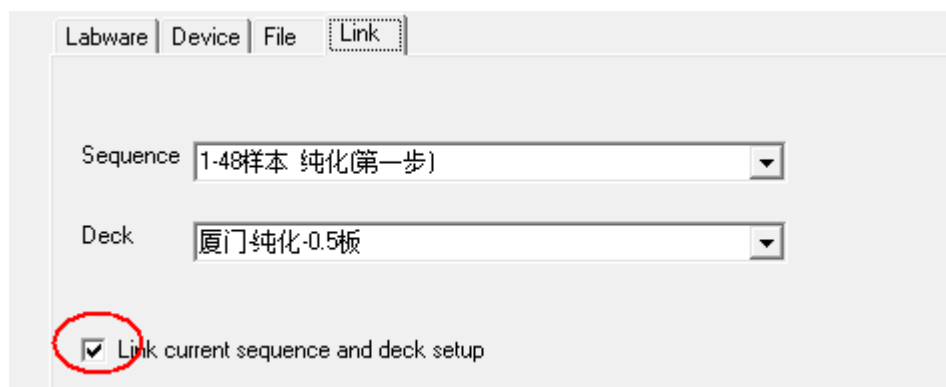 Labware Device File Link
Sequence 1-48样本 纯化(第一步)
Deck 厦门-纯化-0.5板
Link current sequence and deck setup